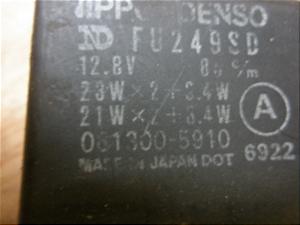 NIPPONDENSO
ND FU249SD
12.8V 85 c/m
23W×2+3.4W
21W×2+3.4W
061300-5910
MADE IN JAPAN DOT 6922
A